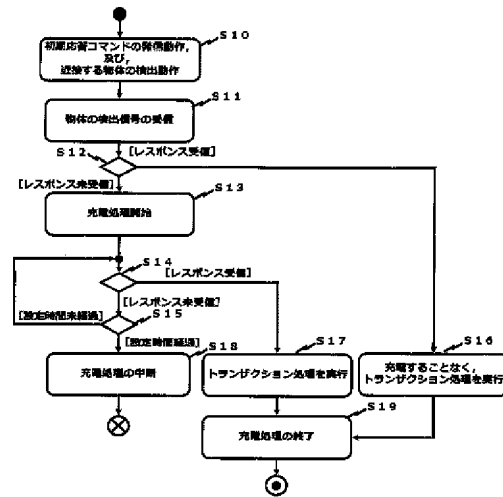 S10
初期応答コマンドの発信動作,
及び,
近接する物体の検出動作
S11
物体の検出信号の受信
S12
[レスポンス受信]
[レスポンス未受信]
S13
充電処理開始
S14
[レスポンス受信]
[レスポンス未受信]
[設定時間未経過]
S15
[設定時間経過]
S18
S17
S16
充電処理の中断
トランザクション処理を実行
充電することなく,
トランザクション処理を実行
S19
充電処理の終了